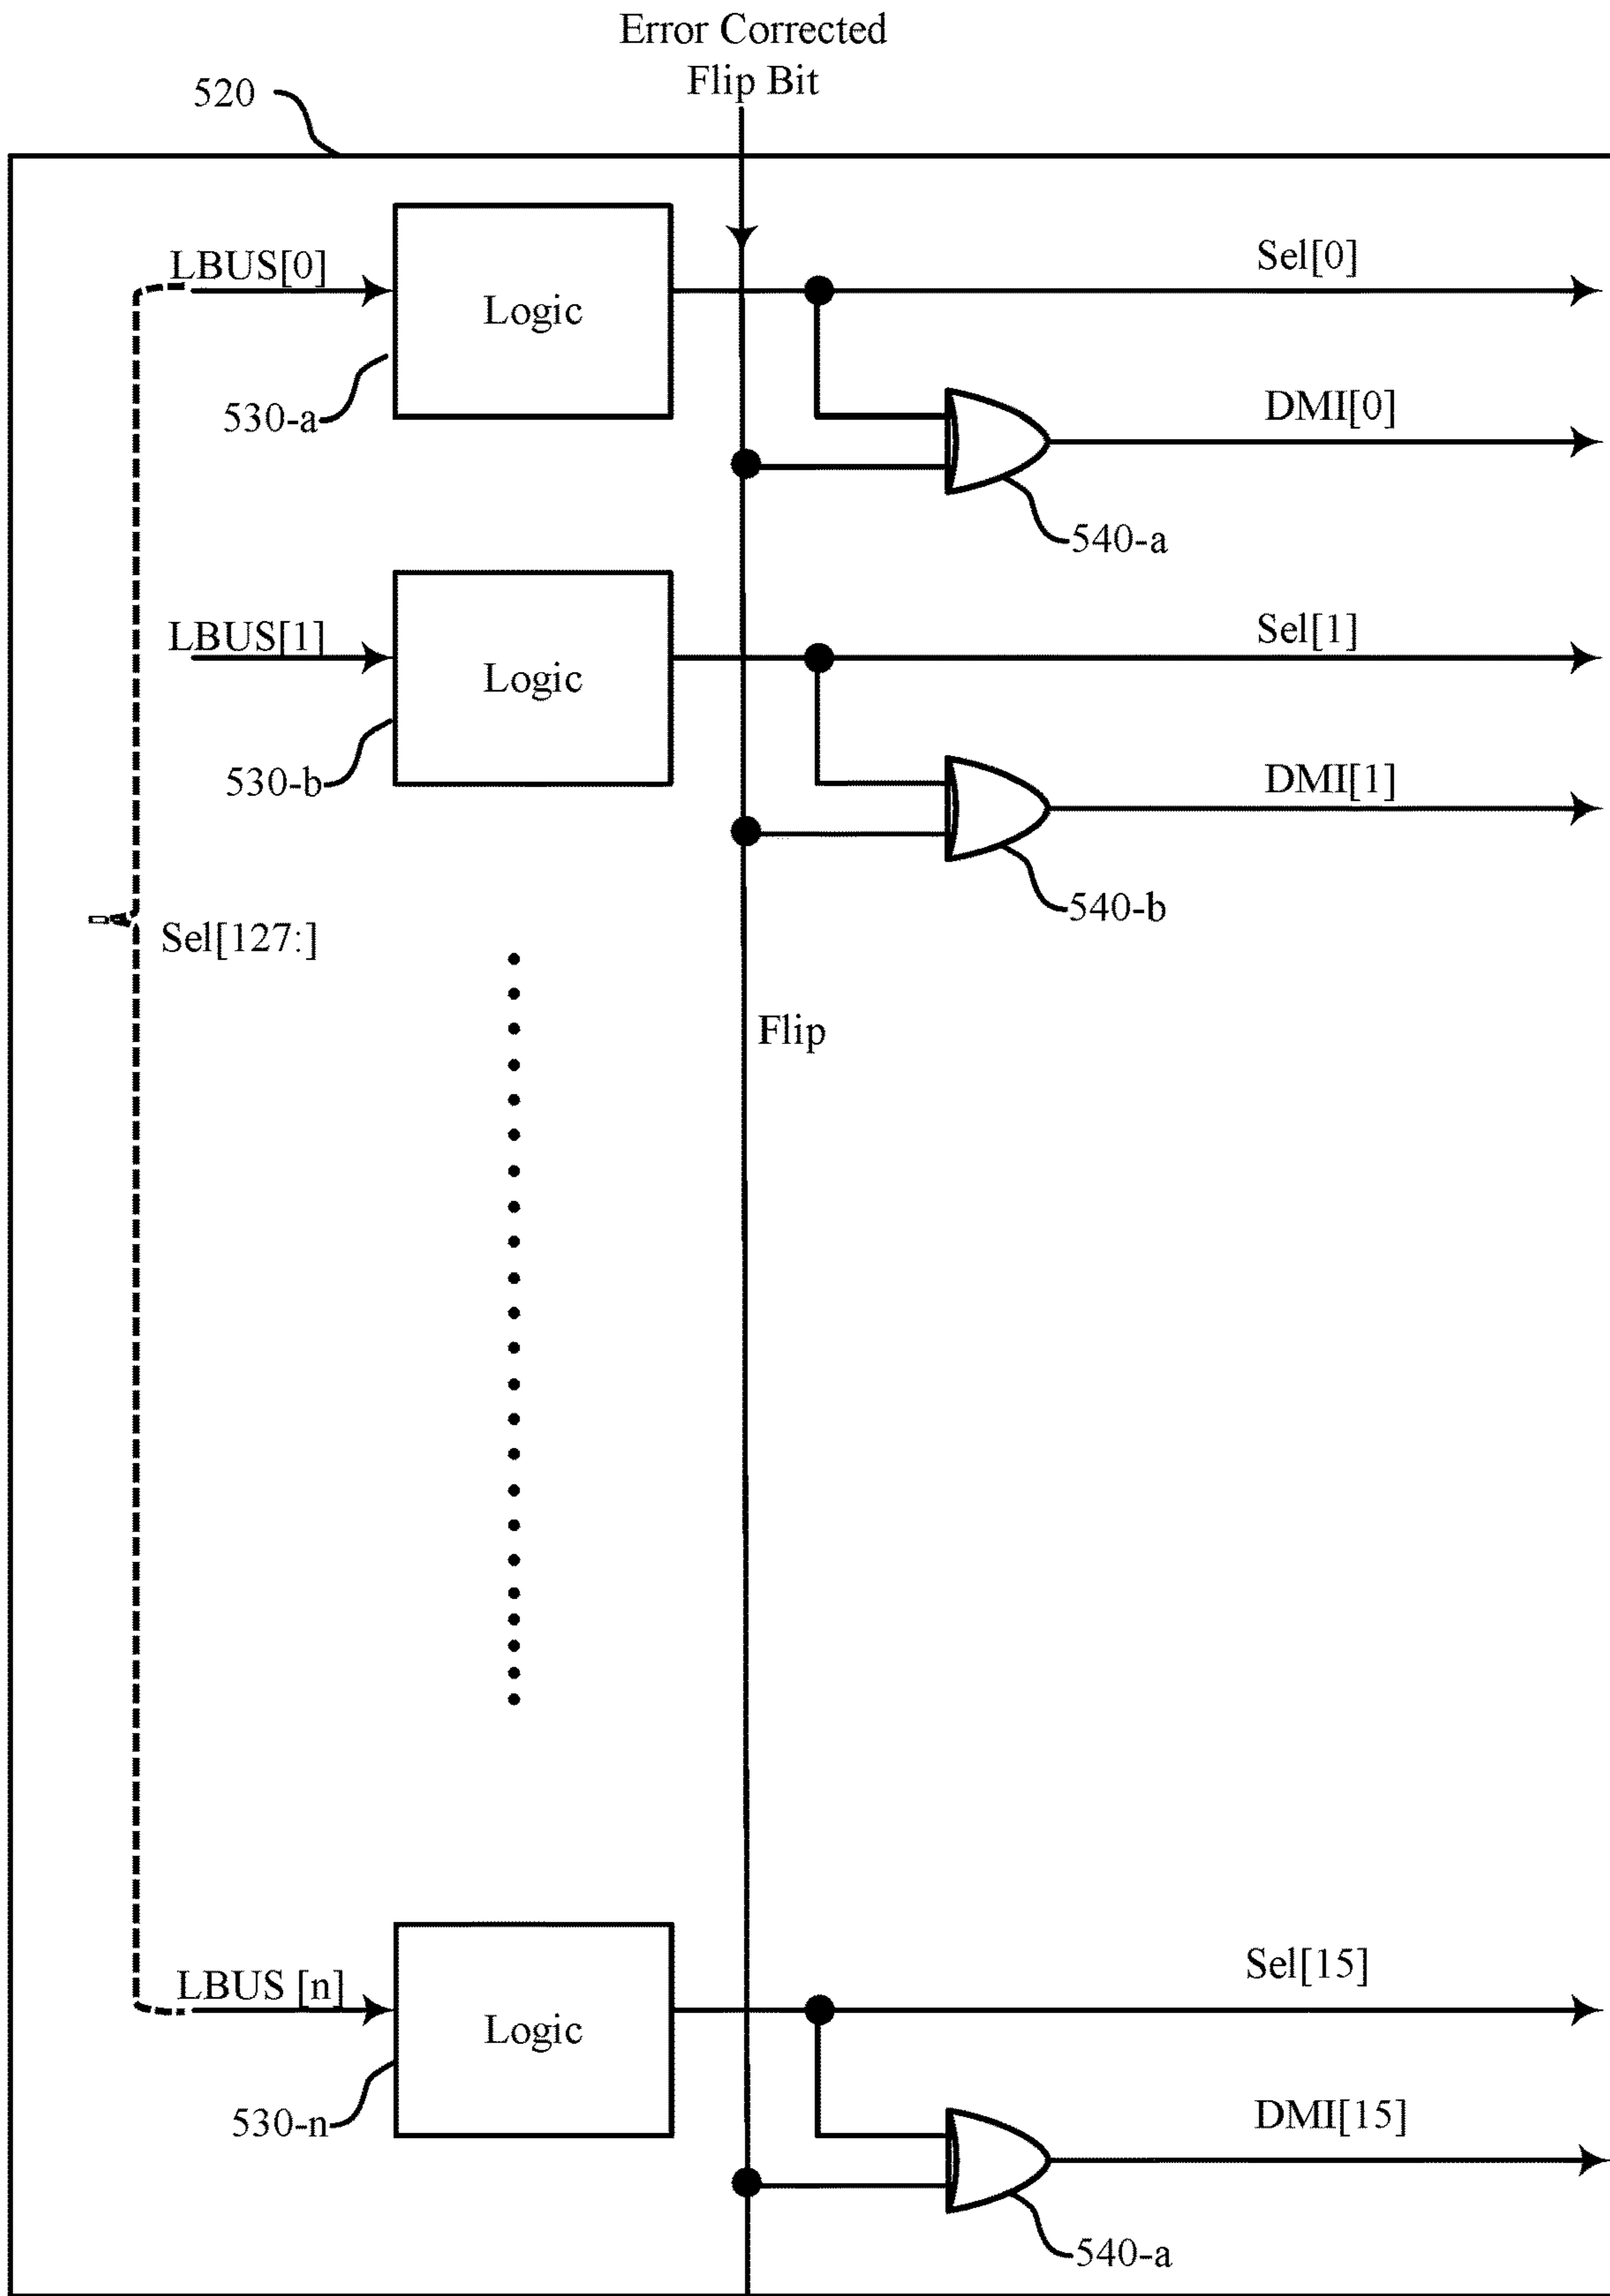 Error Corrected
Flip Bit
520
LBUS[0]
Logic
Sel[0]
530-a
DMI[0]
540-a
LBUS[1]
Logic
Sel[1]
530-b
DMI[1]
540-b
Sel[127:]
Flip
LBUS [n]
Logic
Sel[15]
530-n
DMI[15]
540-a